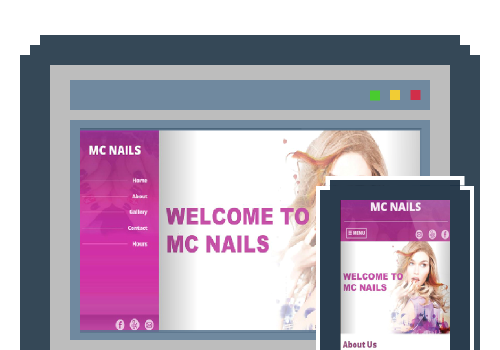 MC NAILS
Home
About
Gallery
Contact
Hours
WELCOME TO
MC NAILS
MC NAILS
MENU
WELCOME TO
MC NAILS
About Us